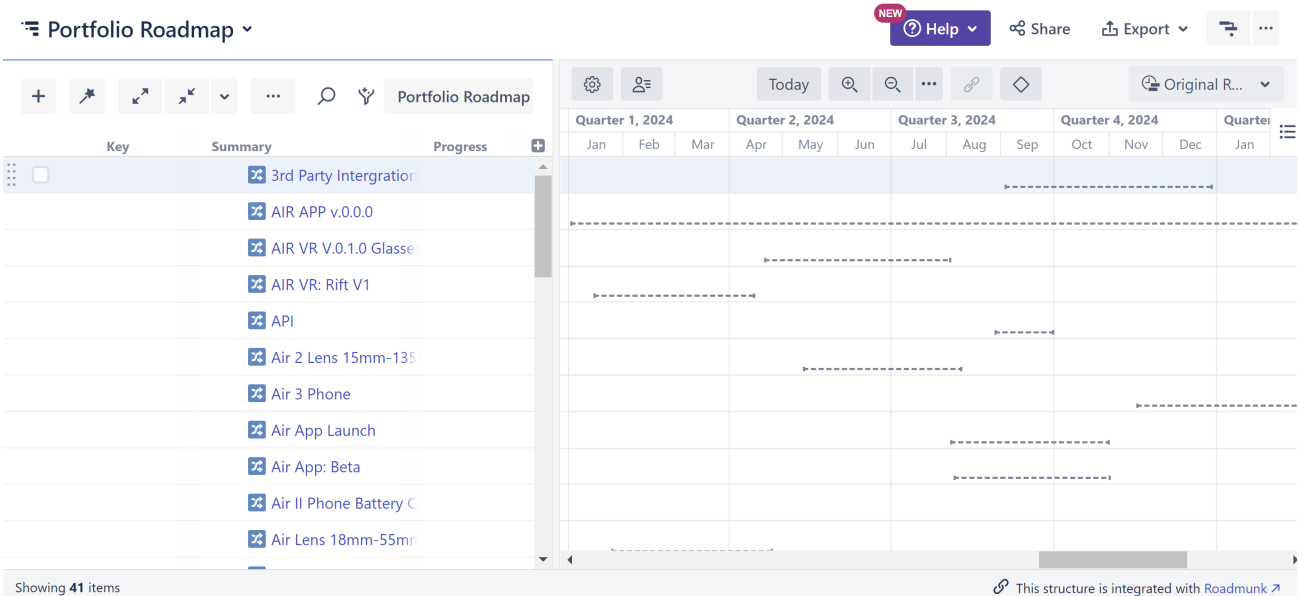 Portfolio Roadmap
NEW
Help
Share
Export
Portfolio Roadmap
Today
Original R...
Quarter 1, 2024 Quarter 2, 2024 Quarter 3, 2024 Quarter 4, 2024 Quarter
Key Summary Progress
Jan Feb Mar Apr May Jun Jul Aug Sep Oct Nov Dec Jan
3rd Party Intergration
AIR APP v.0.0.0
AIR VR V.0.1.0 Glasses
AIR VR: Rift V1
API
Air 2 Lens 15mm-135
Air 3 Phone
Air App Launch
Air App: Beta
Air II Phone Battery C
Air Lens 18mm-55mm
Showing 41 items
This structure is integrated with Roadmunk